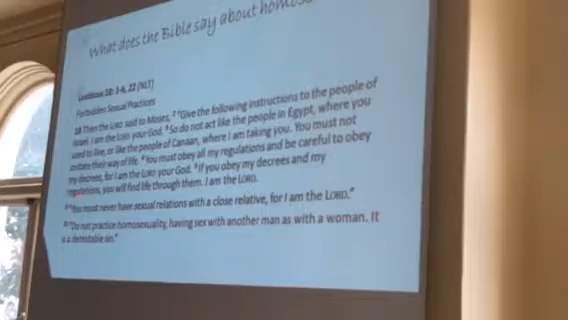 What does the Bible say about homos
Leviticus 18: 1-6, 22 (NLT)
Forbidden Sexual Practices
18 Then the LORD said to Moses, 2 "Give the following instructions to the people of
Israel. I am the LORD your God. 3 So do not act like the people in Egypt, where you
used to live, or like the people of Canaan, where I am taking you. You must not
imitate their way of life. 4 You must obey all my regulations and be careful to obey
my decrees, for I am the LORD your God. 5 If you obey my decrees and my
regulations, you will find life through them. I am the LORD.
6 "You must never have sexual relations with a close relative, for I am the LORD."
22 "Do not practice homosexuality, having sex with another man as with a woman. It
is a detestable sin."